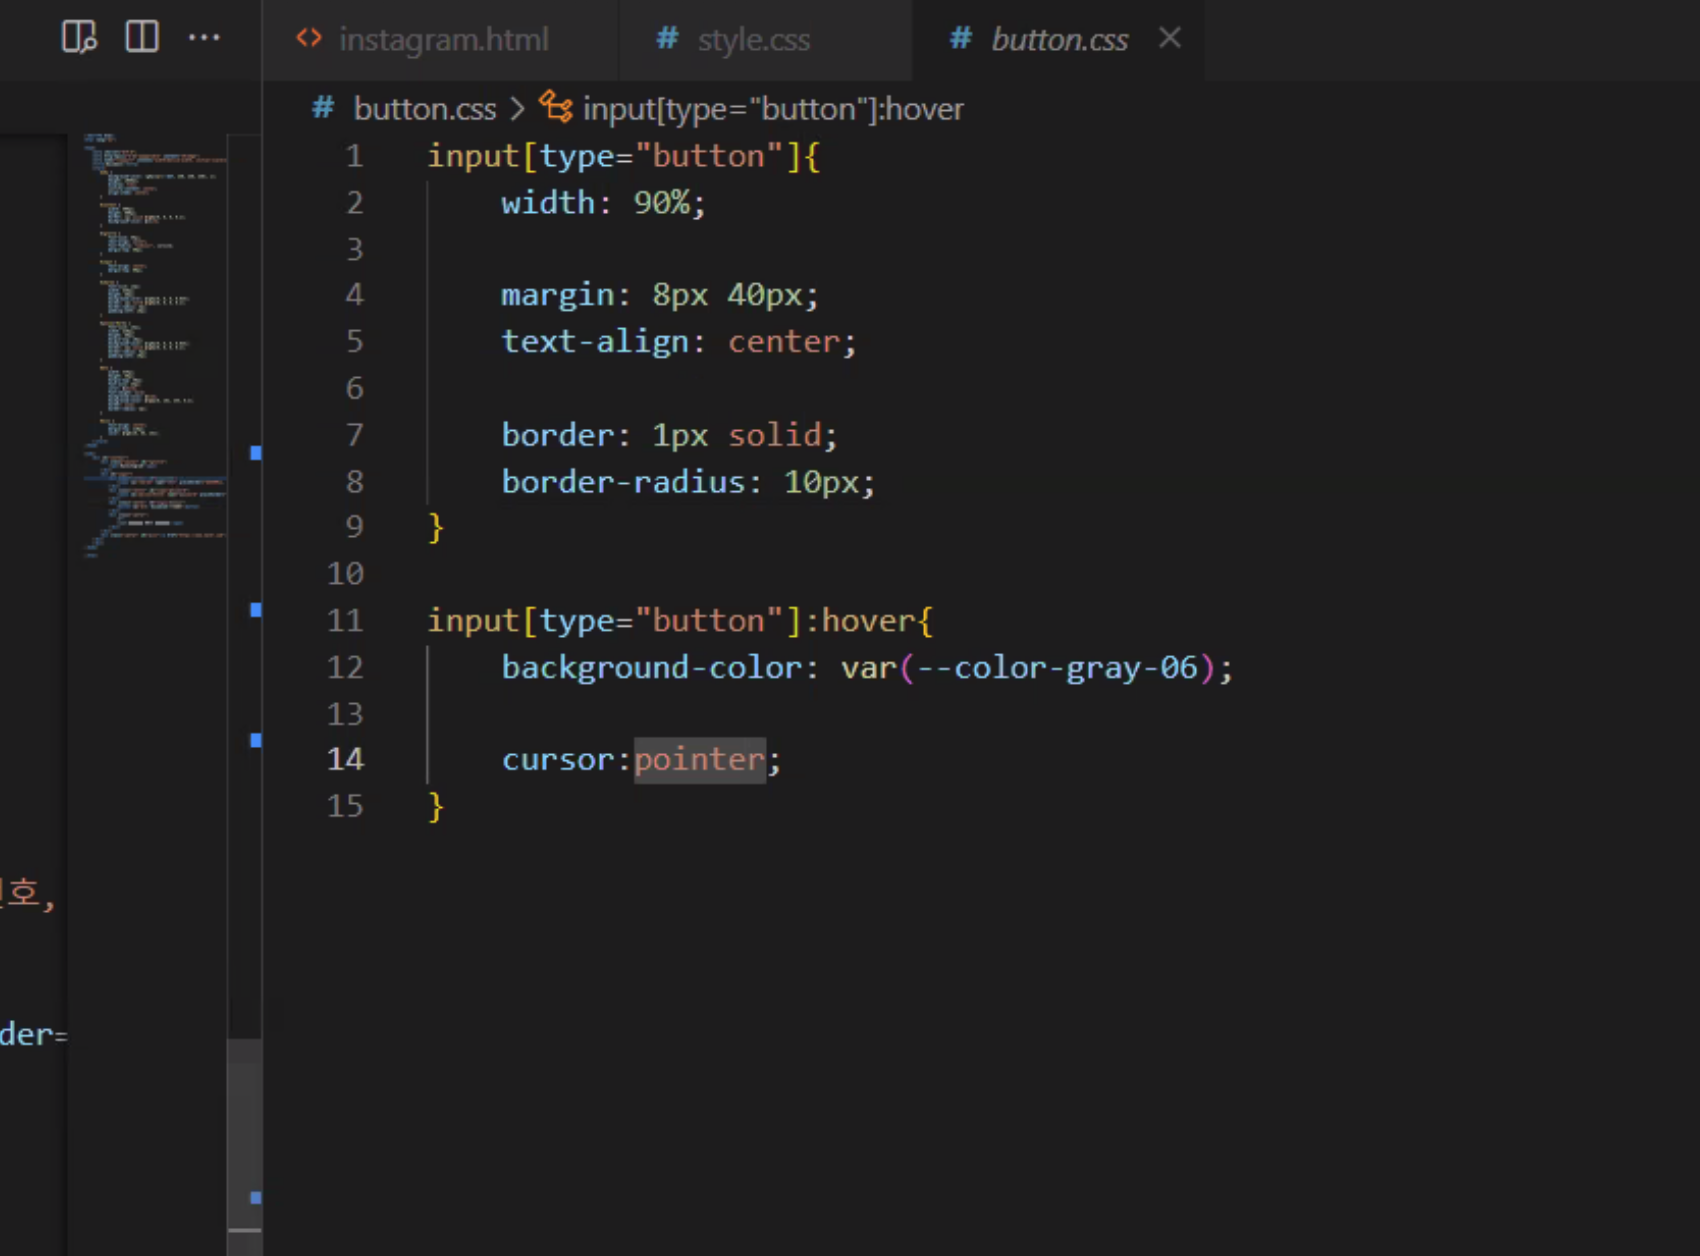 instagram.html
style.css
button.css
button.css > input[type="button"]:hover
1 input[type="button"]{
2 width: 90%;
3
4 margin: 8px 40px;
5 text-align: center;
6
7 border: 1px solid;
8 border-radius: 10px;
9 }
10
11 input[type="button"]:hover{
12 background-color: var(--color-gray-06);
13
14 cursor:pointer;
15 }
호,
der=